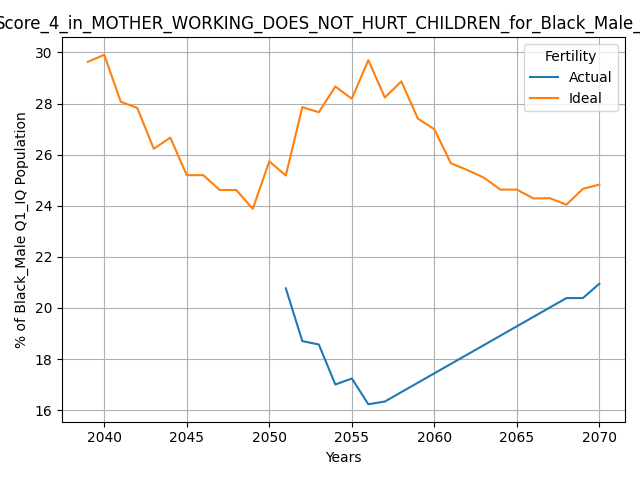 Score_4_in_MOTHER_WORKING_DOES_NOT_HURT_CHILDREN_for_Black_Male_
Fertility
Actual
Ideal
% of Black_Male Q1_IQ Population
30
28
26
24
22
20
18
16
2040 2045 2050 2055 2060 2065 2070
Years